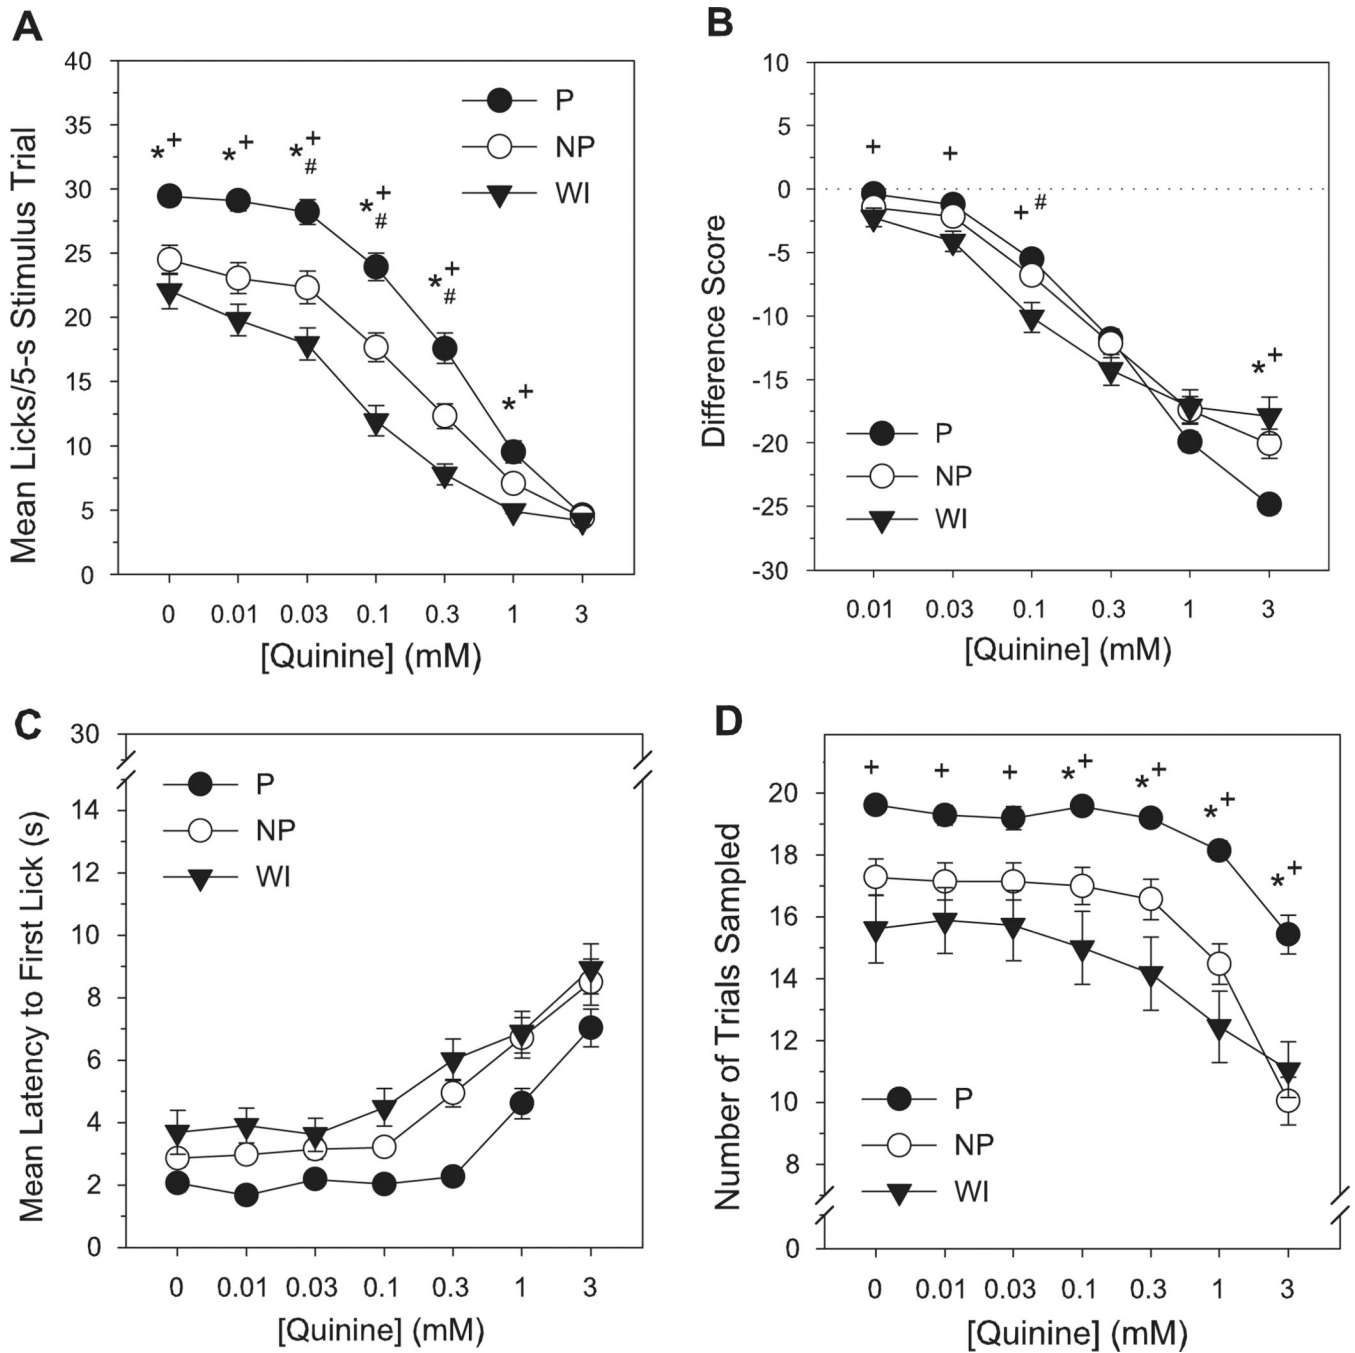 A
Mean Licks/5-s Stimulus Trial
40
35
30
25
20
15
10
5
0
P
NP
WI
*+
*+
*+
#
*+
#
*+
#
*+
0 0.01 0.03 0.1 0.3 1 3
[Quinine] (mM)
B
Difference Score
10
5
0
-5
-10
-15
-20
-25
-30
+
+
+#
*+
P
NP
WI
0.01 0.03 0.1 0.3 1 3
[Quinine] (mM)
C
Mean Latency to First Lick (s)
30
14
12
10
8
6
4
2
0
P
NP
WI
0 0.01 0.03 0.1 0.3 1 3
[Quinine] (mM)
D
Number of Trials Sampled
20
18
16
14
12
10
8
0
+
+
+
*+
*+
*+
*+
P
NP
WI
0 0.01 0.03 0.1 0.3 1 3
[Quinine] (mM)